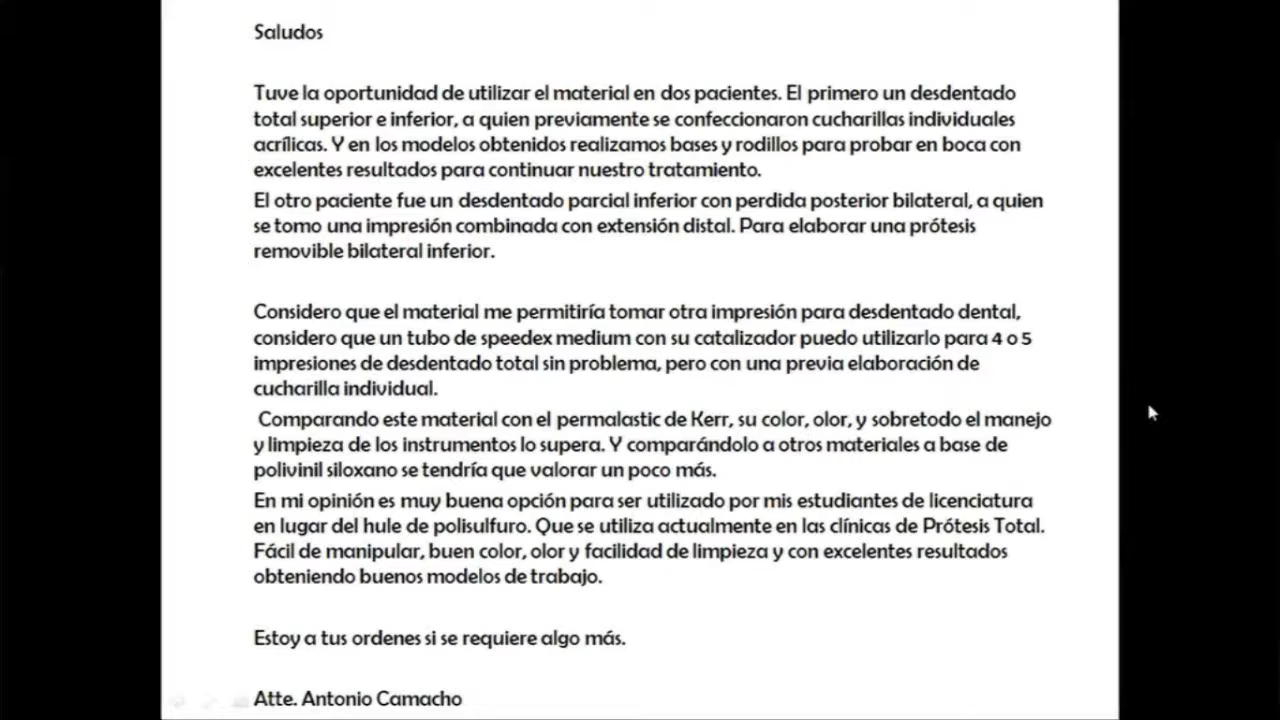 Saludos
Tuve la oportunidad de utilizar el material en dos pacientes. El primero un desdentado
total superior e inferior, a quien previamente se confeccionaron cucharillas individuales
acrílicas. Y en los modelos obtenidos realizamos bases y rodillos para probar en boca con
excelentes resultados para continuar nuestro tratamiento.
El otro paciente fue un desdentado parcial inferior con perdida posterior bilateral, a quien
se tomo una impresión combinada con extensión distal. Para elaborar una prótesis
removible bilateral inferior.
Considero que el material me permitiría tomar otra impresión para desdentado dental,
considero que un tubo de speedex medium con su catalizador puedo utilizarlo para 4 o 5
impresiones de desdentado total sin problema, pero con una previa elaboración de
cucharilla individual.
Comparando este material con el permalastic de Kerr, su color, olor, y sobretodo el manejo
y limpieza de los instrumentos lo supera. Y comparándolo a otros materiales a base de
polivinil siloxano se tendría que valorar un poco más.
En mi opinión es muy buena opción para ser utilizado por mis estudiantes de licenciatura
en lugar del hule de polisulfuro. Que se utiliza actualmente en las clínicas de Prótesis Total.
Fácil de manipular, buen color, olor y facilidad de limpieza y con excelentes resultados
obteniendo buenos modelos de trabajo.
Estoy a tus ordenes si se requiere algo más.
Atte. Antonio Camacho